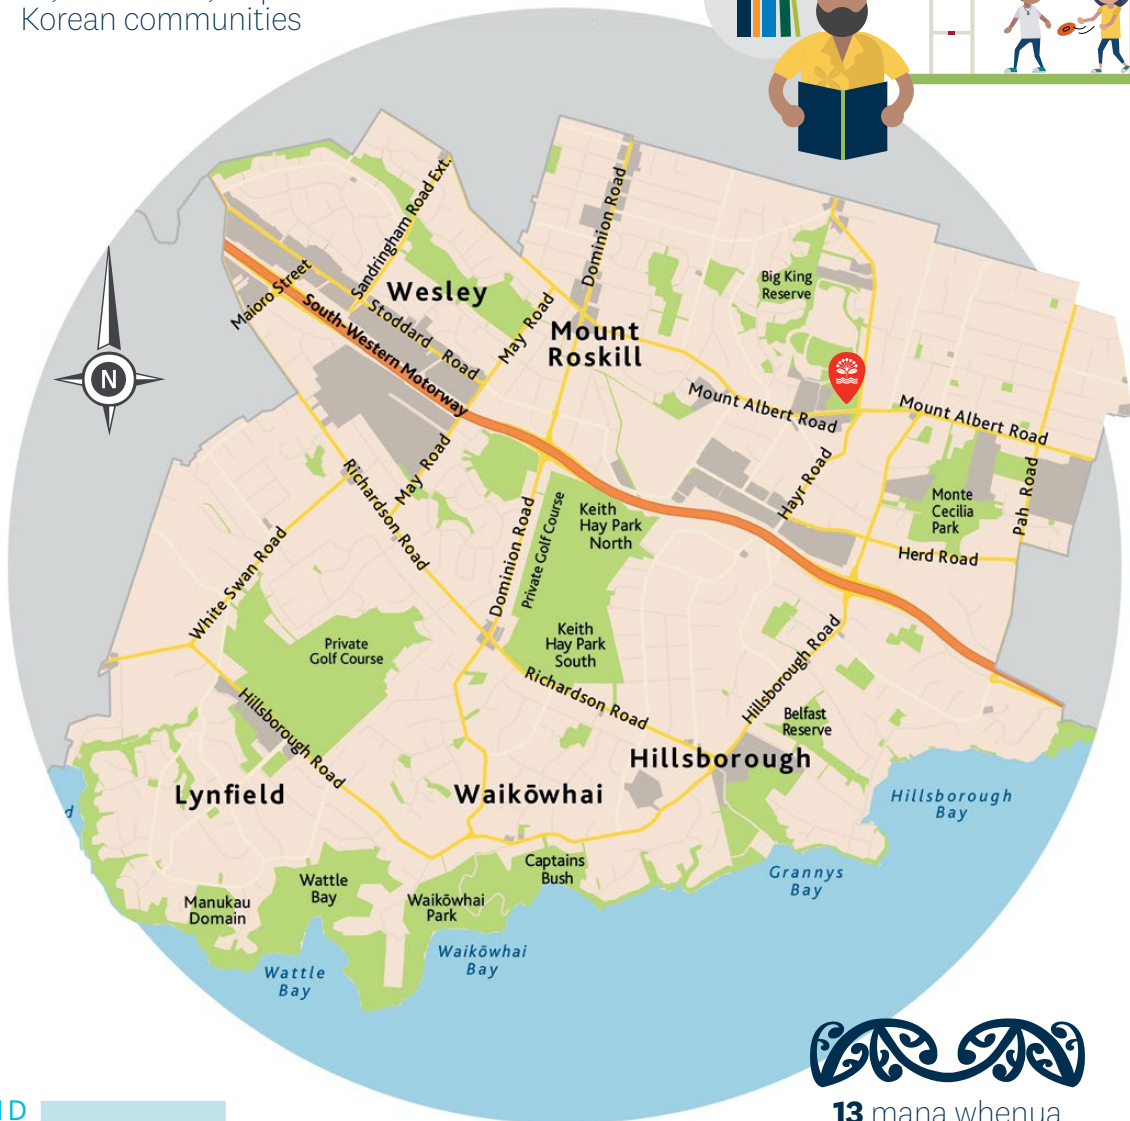 Korean communities
Sandringham Road Ext.
Dominion Road
Maioro Street
Wesley
Big King
Reserve
South-Western Motorway
Stoddard Road
May Road
Mount
Roskill
Mount Albert Road
Mount Albert Road
May Road
Richardson Road
Hayr Road
Pah Road
Monte
Cecilia
Park
Keith
Hay Park
North
Private Golf Course
Dominion Road
Herd Road
White Swan Road
Private
Golf Course
Keith
Hay Park
South
Hillsborough Road
Richardson Road
Belfast
Reserve
Hillsborough Road
Hillsborough
Lynfield
Waikōwhai
Hillsborough
Bay
Captains
Bush
Grannys
Bay
Wattle
Bay
Manukau
Domain
Waikōwhai
Park
Waikōwhai
Bay
Wattle
Bay
N
13 mana whenua